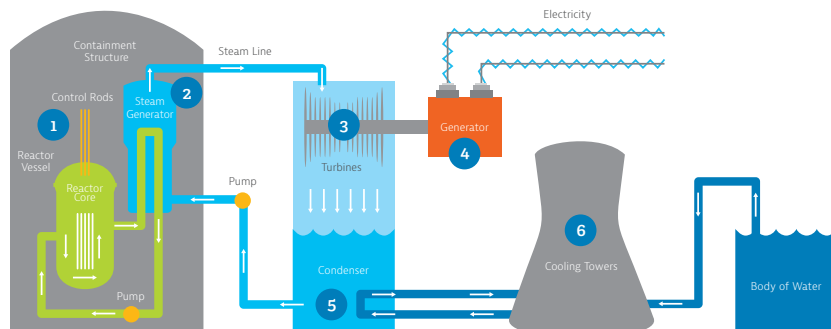 Electricity
Containment
Structure
Steam Line
Control Rods
1
Steam
Generator
2
Reactor
Vessel
Reactor
Core
Pump
Pump
3
Turbines
Generator
4
Condenser
5
6
Cooling Towers
Body of Water